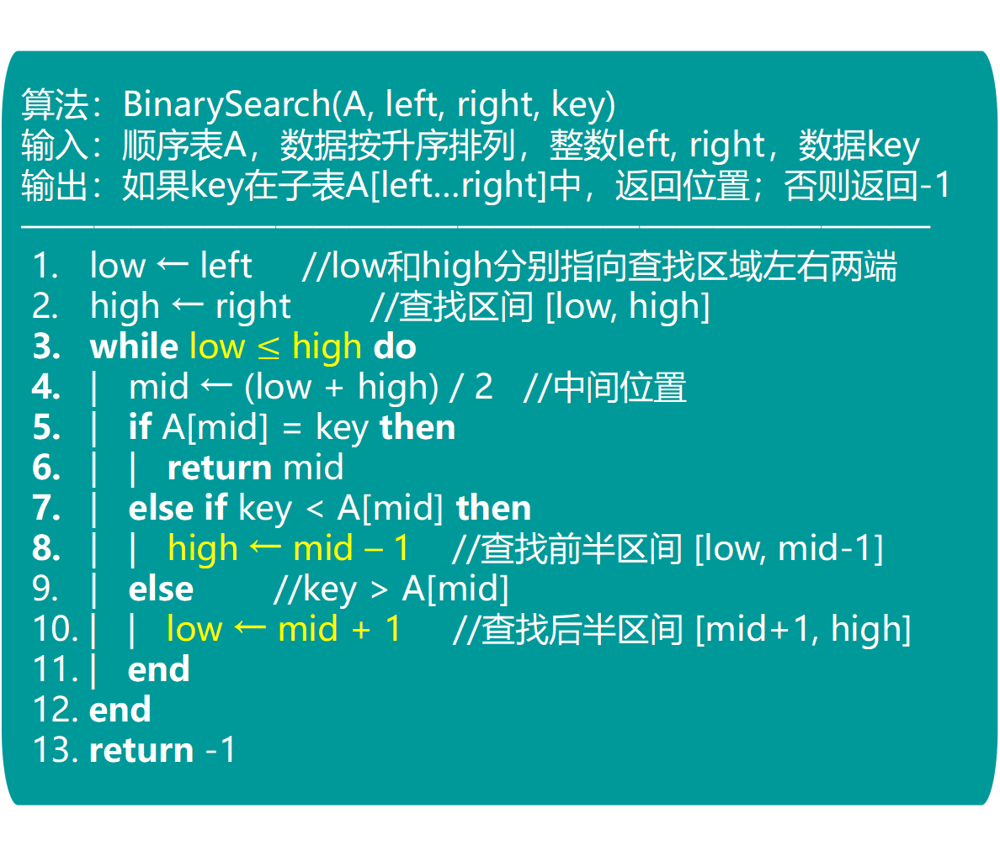 算法：BinarySearch(A, left, right, key)
输入：顺序表A，数据按升序排列，整数left, right，数据key
输出：如果key在子表A[left…right]中，返回位置；否则返回-1
1. low ← left //low和high分别指向查找区域左右两端
2. high ← right //查找区间 [low, high]
3. while low ≤ high do
4. | mid ← (low + high) / 2 //中间位置
5. | if A[mid] = key then
6. | | return mid
7. | else if key < A[mid] then
8. | | high ← mid – 1 //查找前半区间 [low, mid-1]
9. | else //key > A[mid]
10. | | low ← mid + 1 //查找后半区间 [mid+1, high]
11. | end
12. end
13. return -1